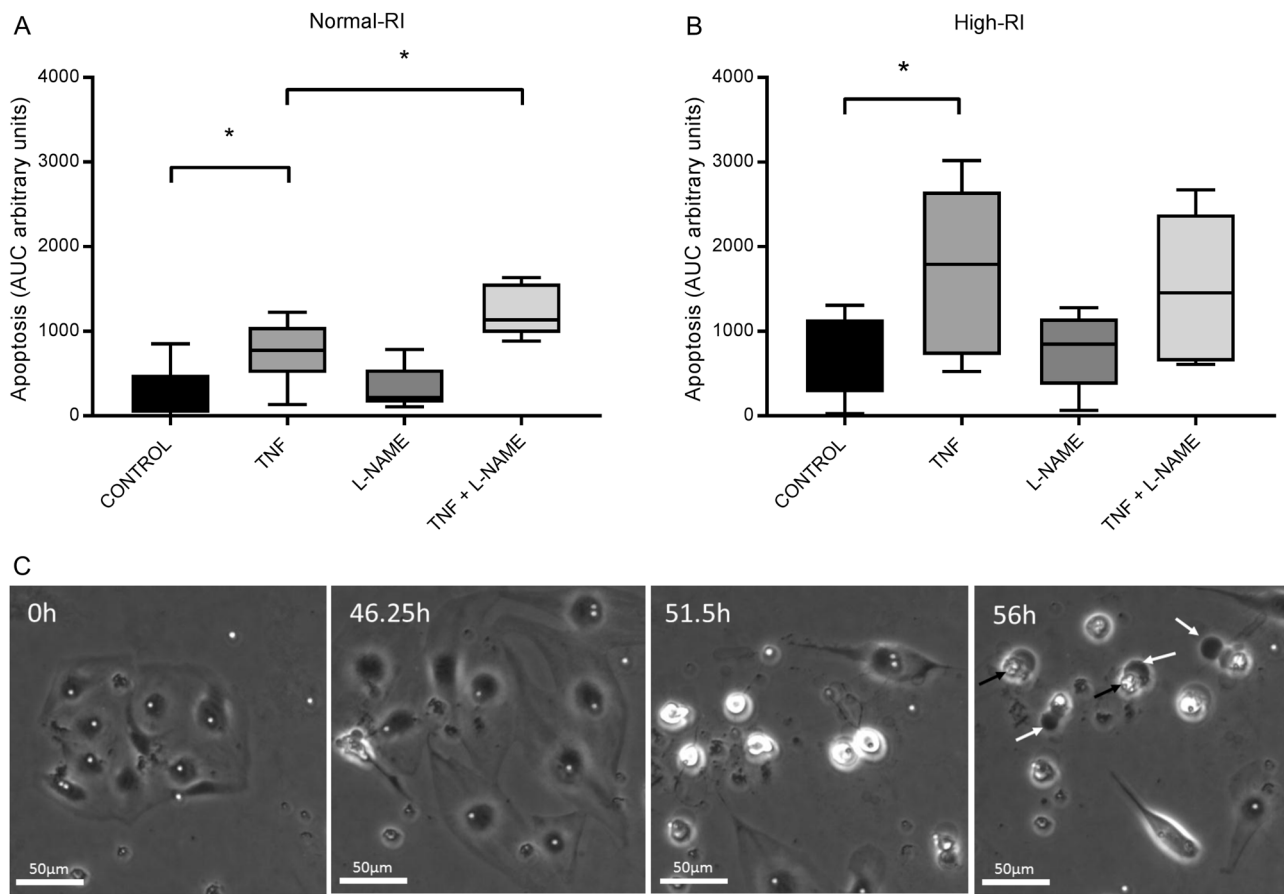 A
Normal-RI
Apoptosis (AUC arbitrary units)
4000
3000
2000
1000
0
*
*
CONTROL
TNF
L-NAME
TNF + L-NAME
B
High-RI
Apoptosis (AUC arbitrary units)
4000
3000
2000
1000
0
*
CONTROL
TNF
L-NAME
TNF + L-NAME
C
0h
50µm
46.25h
50µm
51.5h
50µm
56h
50µm